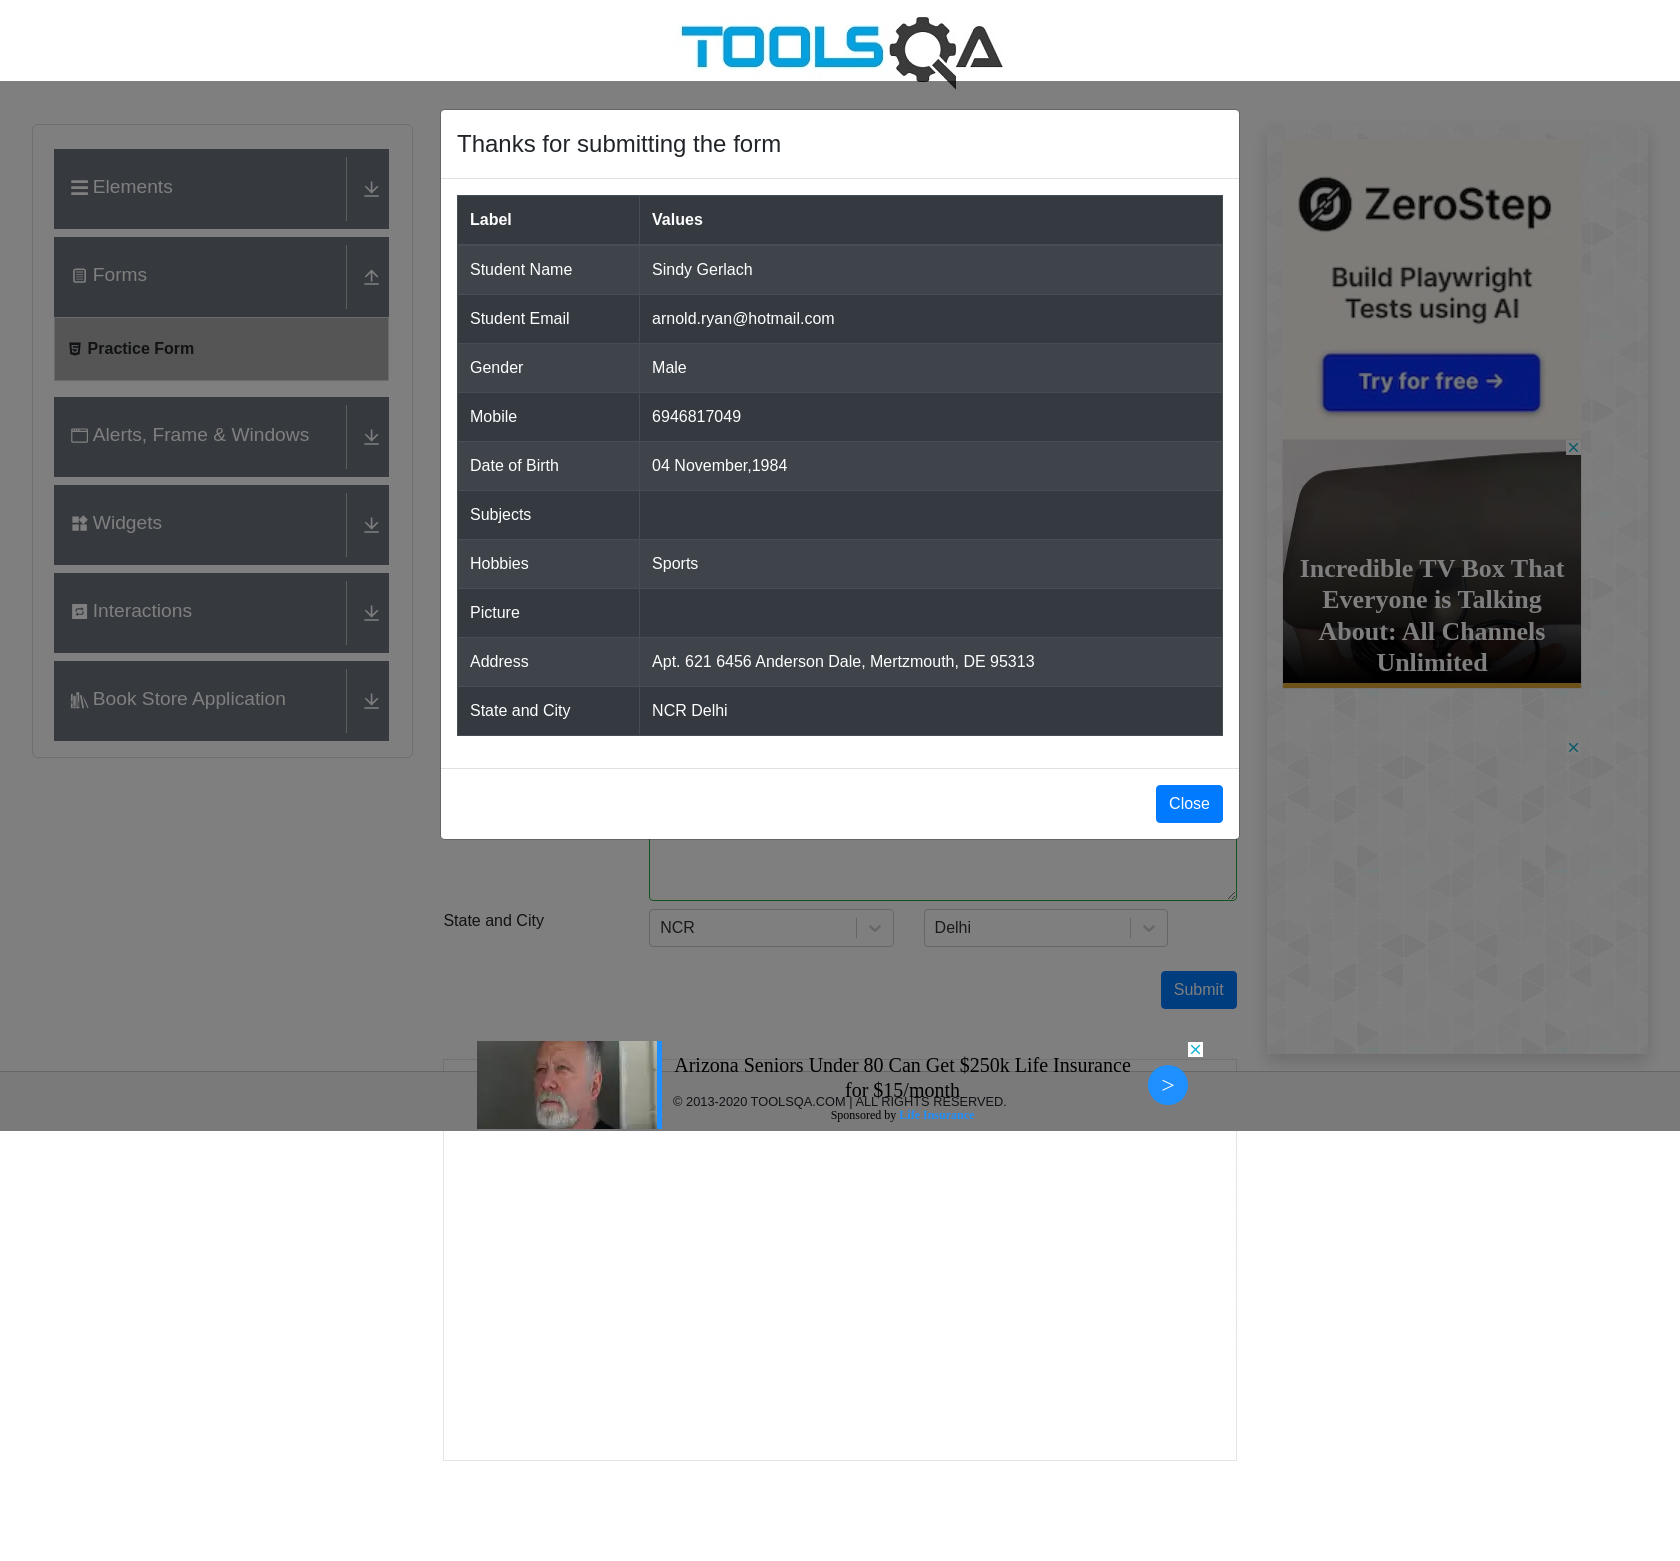 TOOLSQA
Thanks for submitting the form
Label Values
Student Name Sindy Gerlach
Student Email arnold.ryan@hotmail.com
Gender Male
Mobile 6946817049
Date of Birth 04 November,1984
Subjects
Hobbies Sports
Picture
Address Apt. 621 6456 Anderson Dale, Mertzmouth, DE 95313
State and City NCR Delhi
Close
Elements
Forms
Practice Form
Alerts, Frame & Windows
Widgets
Interactions
Book Store Application
State and City NCR Delhi
Submit
ZeroStep
Build Playwright
Tests using AI
Try for free →
Incredible TV Box That
Everyone is Talking
About: All Channels
Unlimited
Arizona Seniors Under 80 Can Get $250k Life Insurance
for $15/month
>
© 2013-2020 TOOLSQA.COM | ALL RIGHTS RESERVED.
Sponsored by